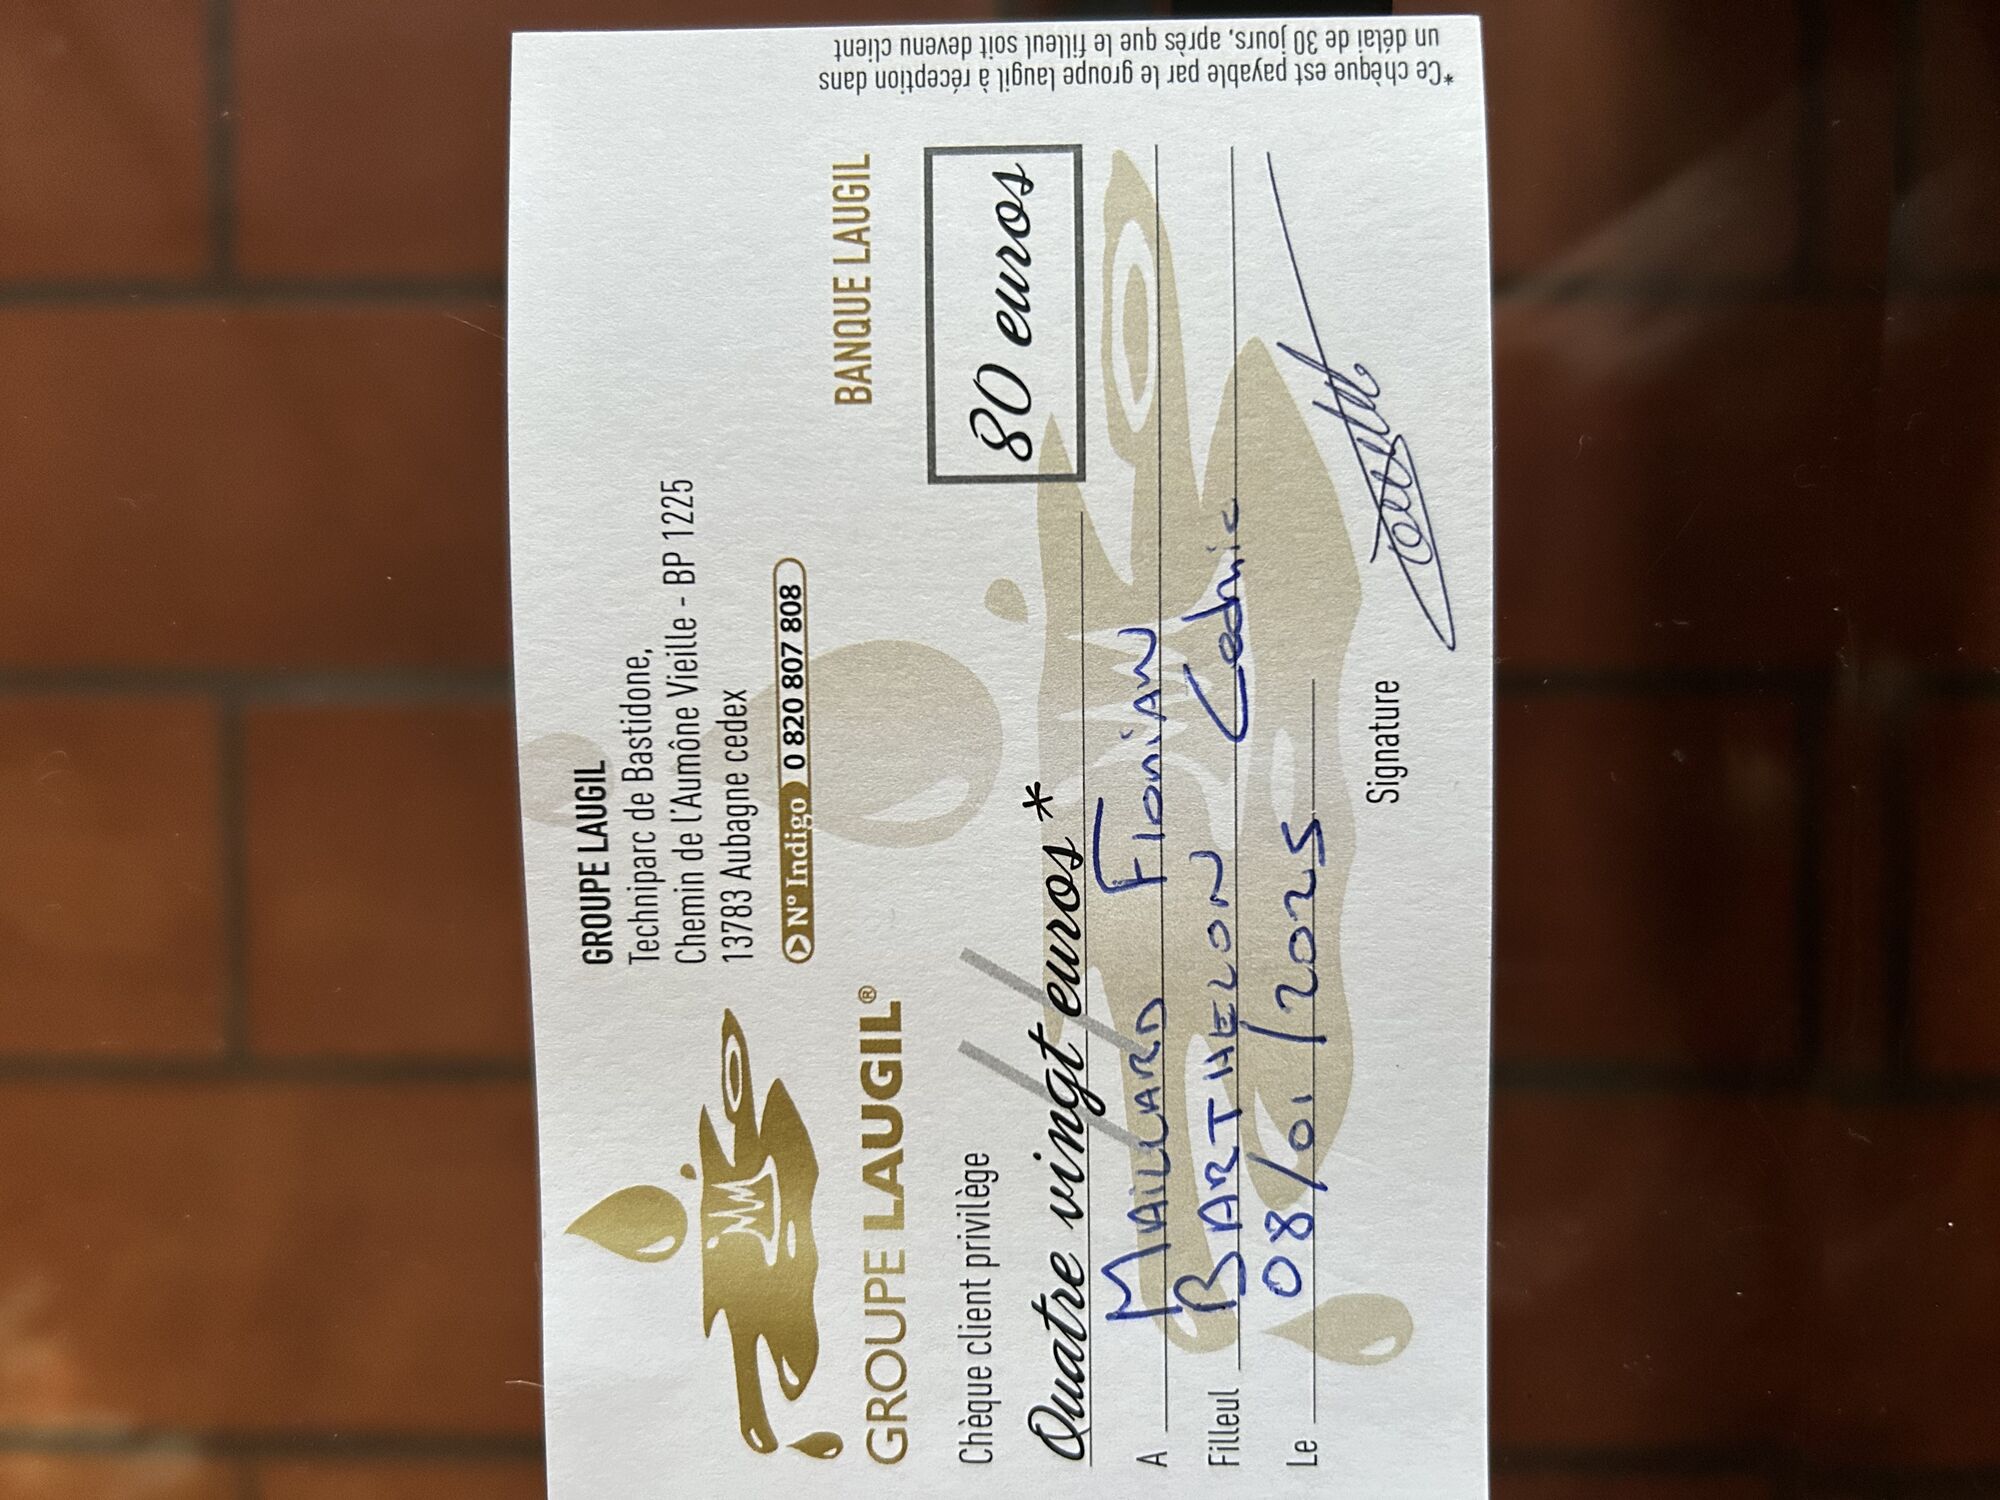 GROUPE LAUGIL®
GROUPE LAUGIL
Techniparc de Bastidone,
Chemin de l'Aumône Vieille - BP 1225
13783 Aubagne cedex
N° Indigo 0 820 807 808
BANQUE LAUGIL
Chèque client privilège
Quatre vingt euros *
80 euros
A MAILLARD Florian
Filleul BARTHELON Cedric
Le 08/01/2025
Signature
*Ce chèque est payable par le groupe laugil à réception dans
un délai de 30 jours, après que le filleul soit devenu client